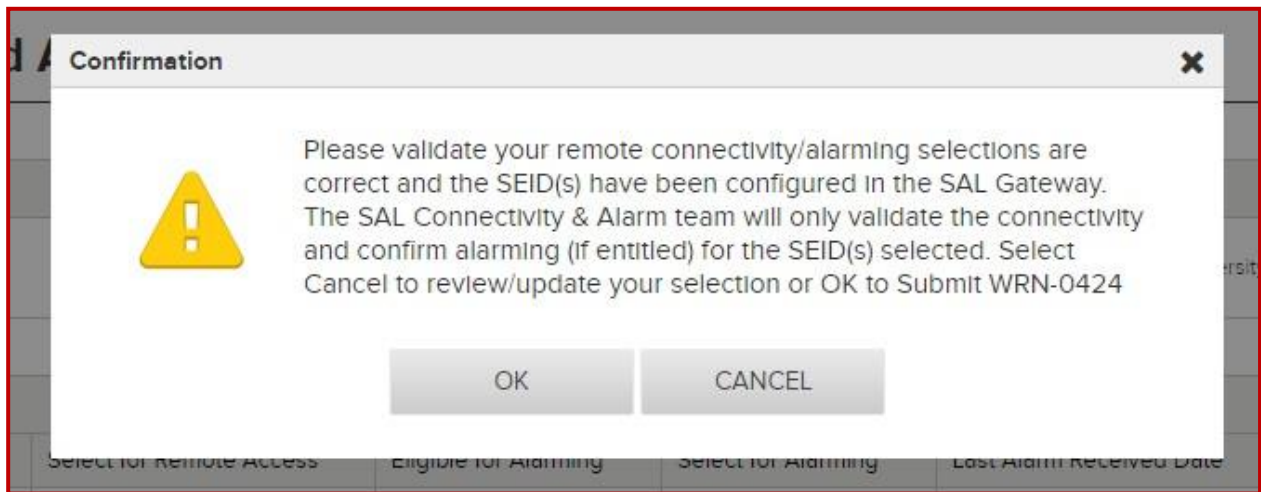 d A
Confirmation
Please validate your remote connectivity/alarming selections are
correct and the SEID(s) have been configured in the SAL Gateway.
The SAL Connectivity & Alarm team will only validate the connectivity
and confirm alarming (if entitled) for the SEID(s) selected. Select
Cancel to review/update your selection or OK to Submit WRN-0424
ersity
OK
CANCEL
Select for Remote Access
Eligible for Alarming
Select for Alarming
Last Alarm Received Date